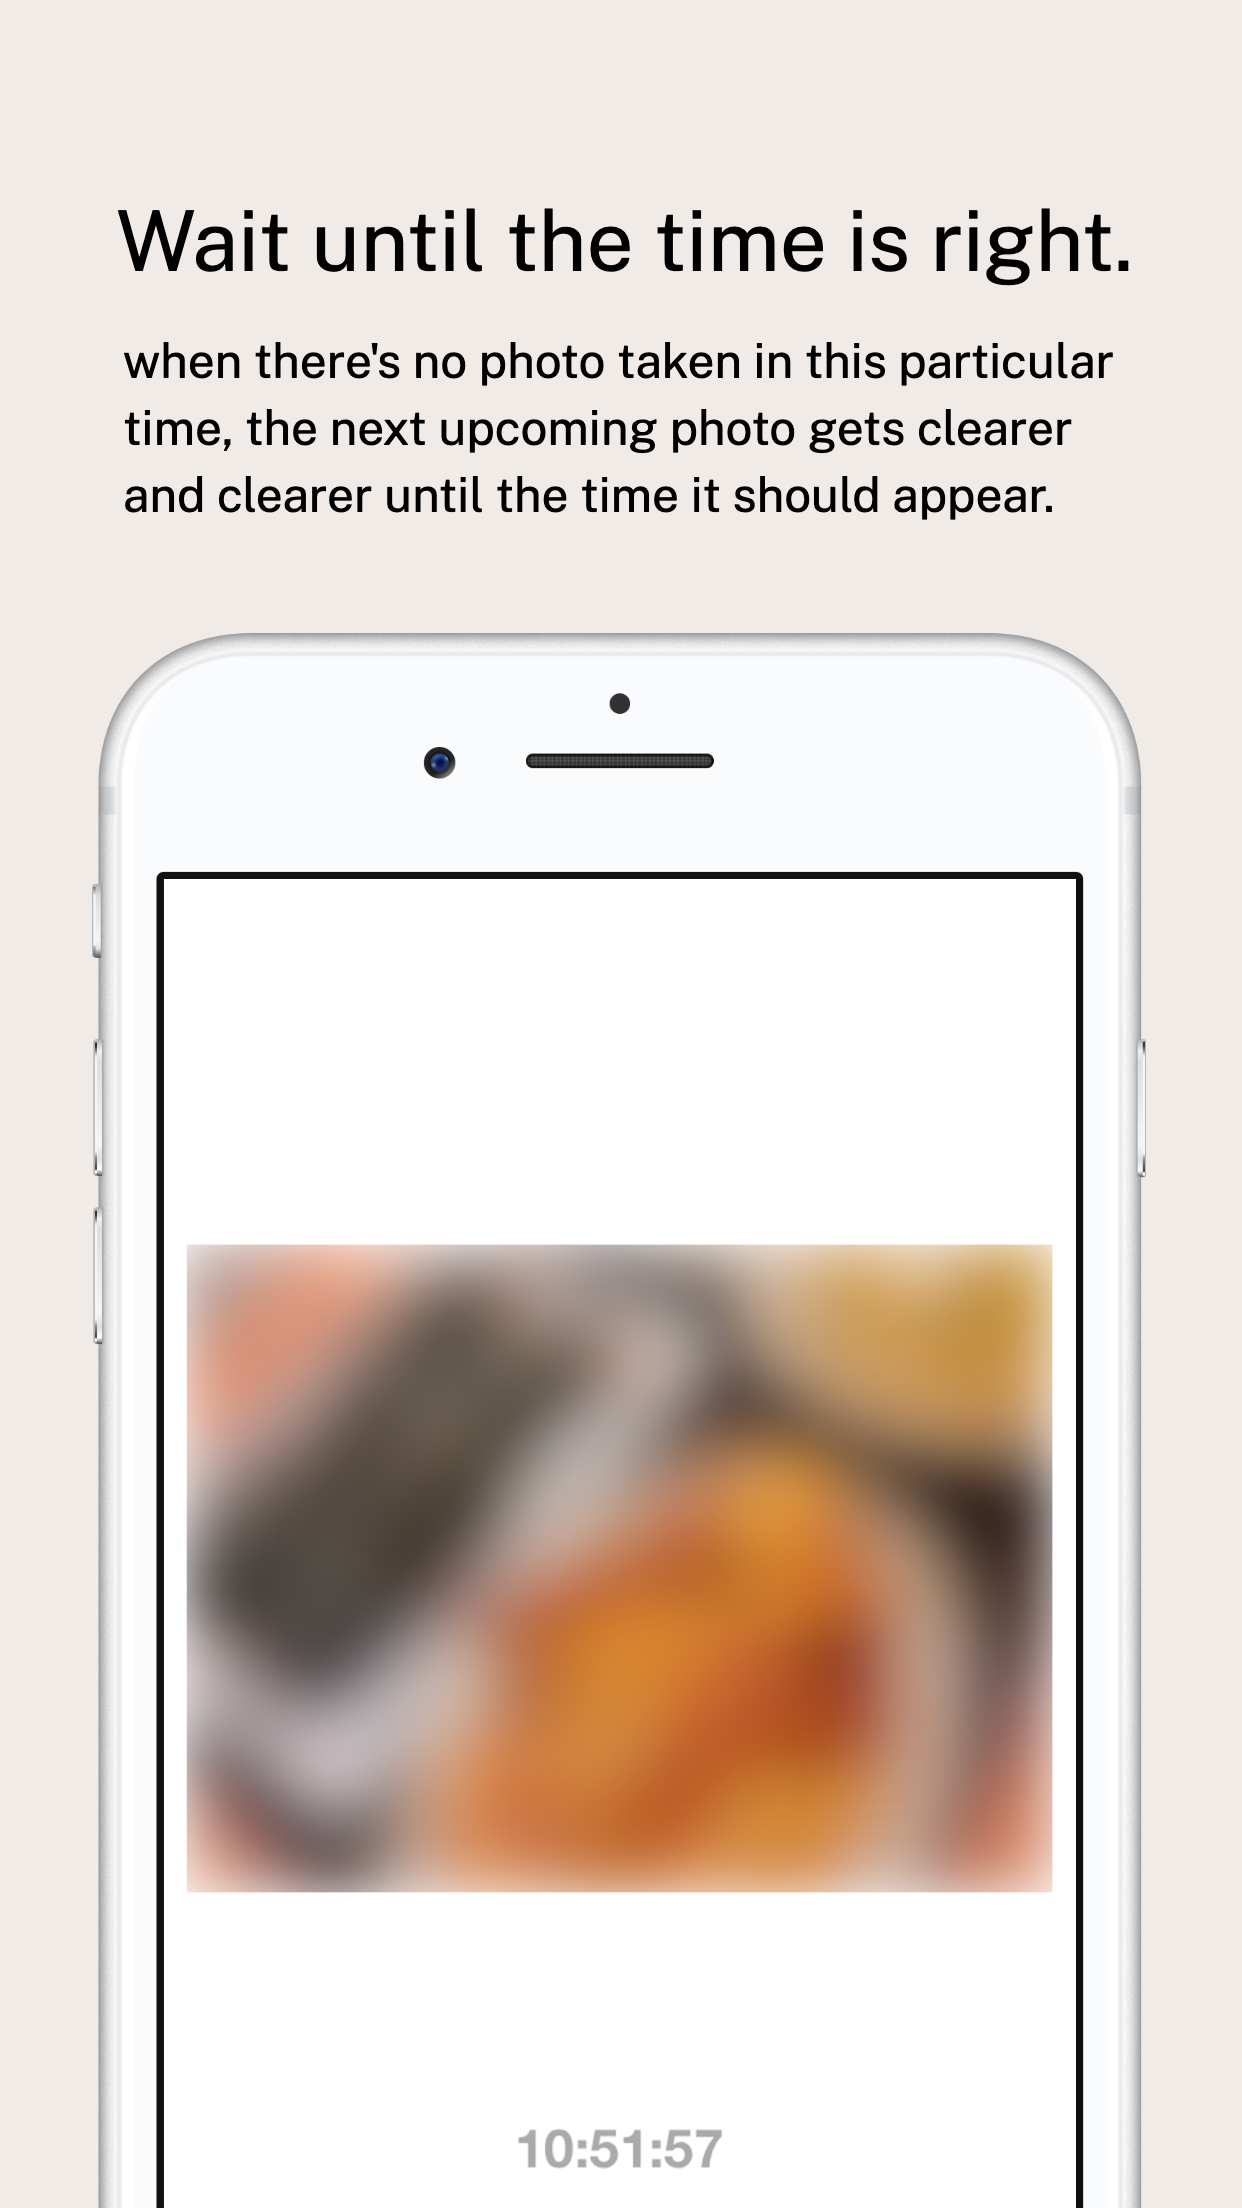 Wait until the time is right.
when there's no photo taken in this particular
time, the next upcoming photo gets clearer
and clearer until the time it should appear.
10:51:57